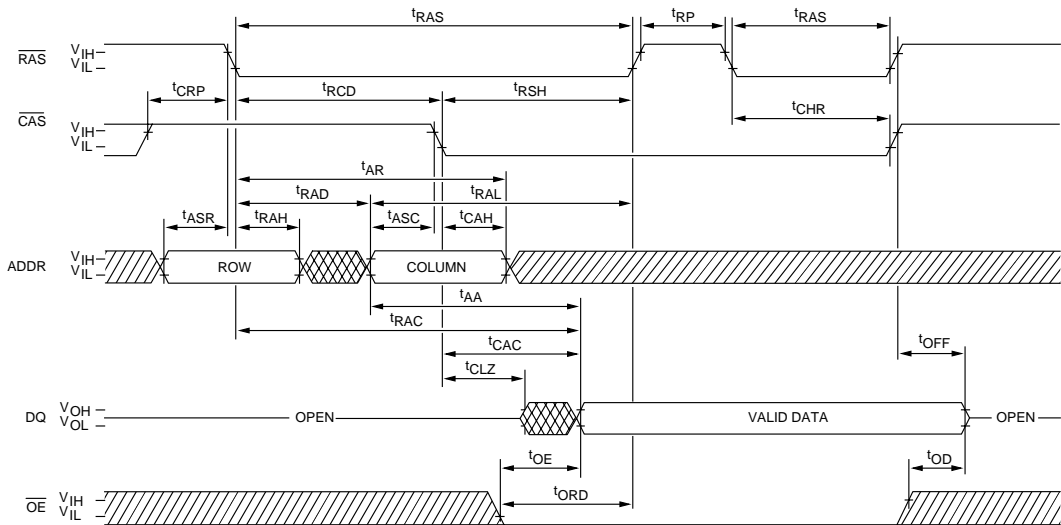 tRAS tRP tRAS
RAS VIH VIL
tCRP tRCD tRSH
CAS VIH VIL
tCHR
tAR
tRAD tRAL
tASR tRAH tASC tCAH
ADDR VIH VIL ROW COLUMN
tAA
tRAC
tCAC tOFF
tCLZ
DQ VOH VOL OPEN VALID DATA OPEN
tOE tOD
tORD
OE VIH VIL